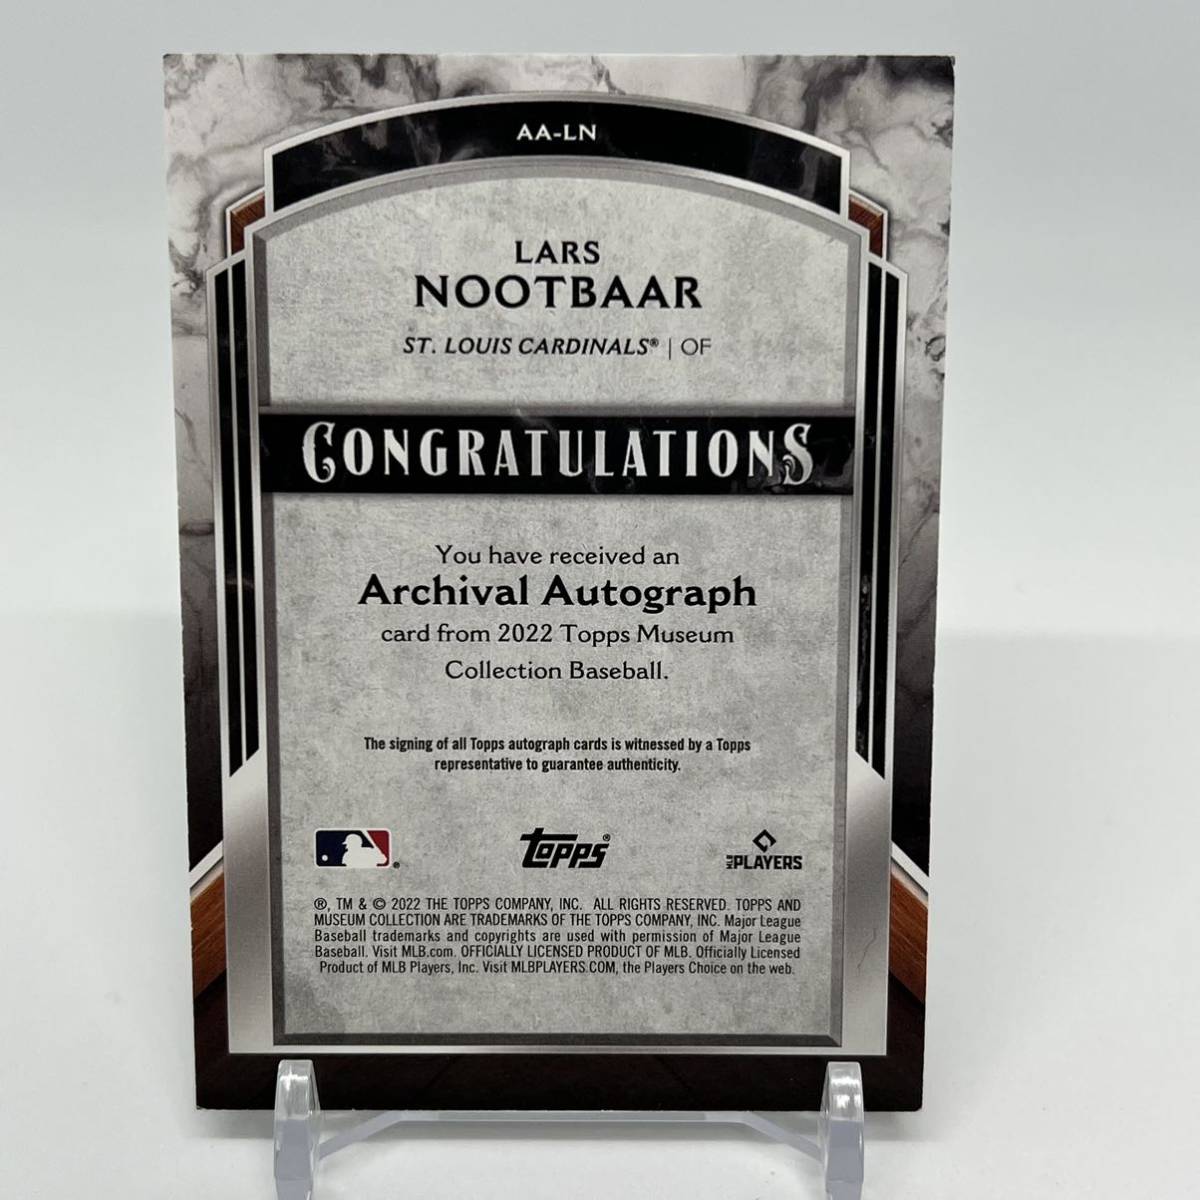 AA-LN
LARS
NOOTBAAR
ST. LOUIS CARDINALS® | OF
CONGRATULATIONS
You have received an
Archival Autograph
card from 2022 Topps Museum
Collection Baseball.
The signing of all Topps autograph cards is witnessed by a Topps
representative to guarantee authenticity.
® Topps® MLB PLAYERS
®, TM & © 2022 THE TOPPS COMPANY, INC. ALL RIGHTS RESERVED. TOPPS AND
MUSEUM COLLECTION ARE TRADEMARKS OF THE TOPPS COMPANY, INC. Major League
Baseball trademarks and copyrights are used with permission of Major League
Baseball. Visit MLB.com. OFFICIALLY LICENSED PRODUCT OF MLB. Officially Licensed
Product of MLB Players, Inc. Visit MLBPLAYERS.COM, the Players Choice on the web.